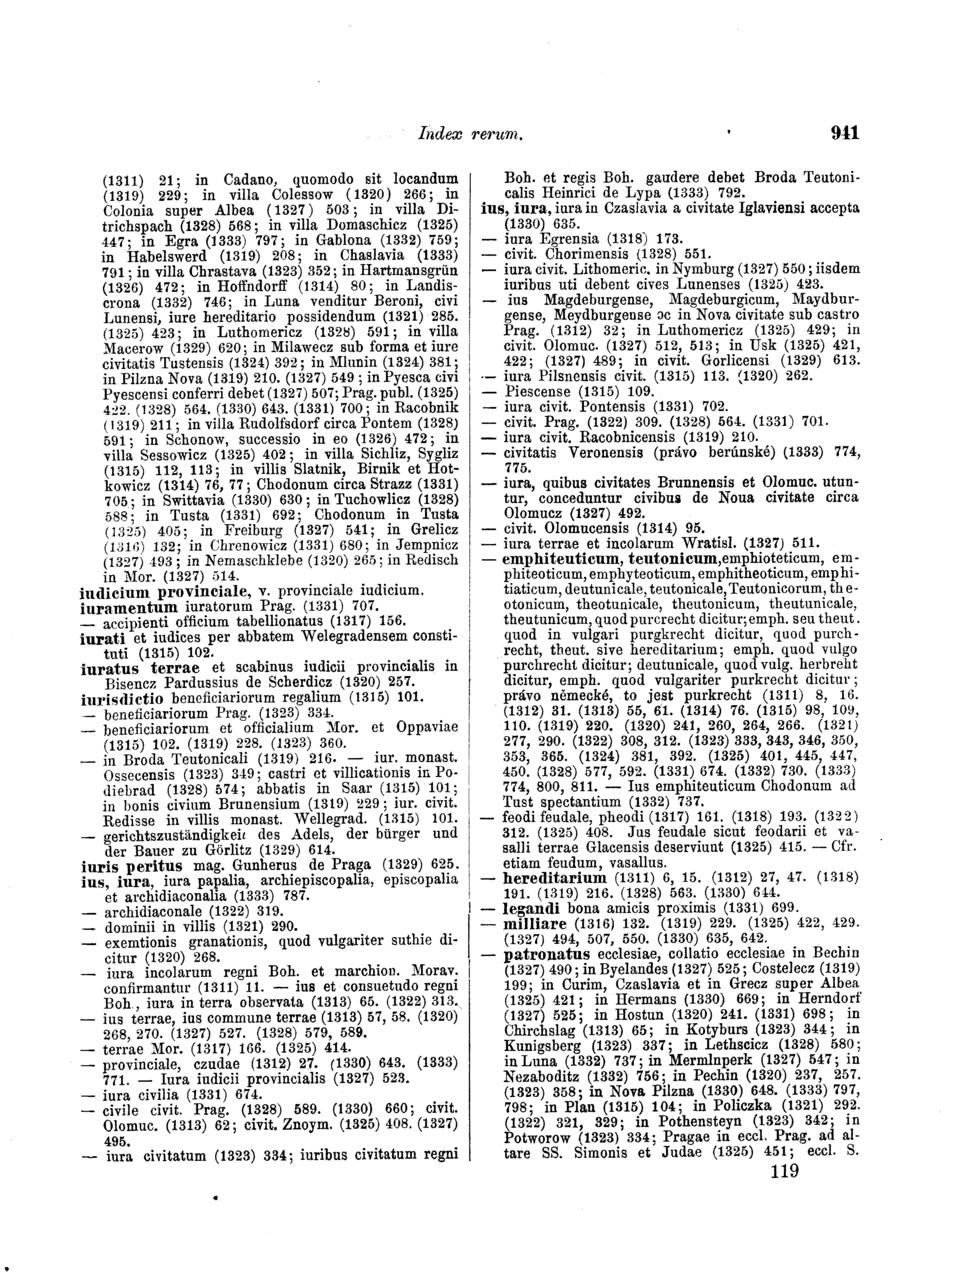 Index rerum.
941
(1311) 21; in Cadano, quomodo sit locandum
(1319) 229; in villa Colessow (1320) 266; in
Colonia super Albea (1327) 503; in villa Di-
trichspach (1328) 568; in villa Domaschicz (1325)
447; in Egra (1333) 797; in Gablona (1332) 759;
in Habelswerd (1319) 208; in Chaslavia (1333)
791; in villa Chrastava (1323) 352; in Hartmansgrün
(1326) 472; in Hoffndorff (1314) 80; in Landis-
crona (1332) 746; in Luna venditur Beroni, civi
Lunensi, iure hereditario possidendum (1321) 285.
(1325) 423; in Luthomericz (1328) 591; in villa
Macerow (1329) 620; in Milawecz sub forma et iure
civitatis Tustensis (1324) 392; in Mlunin (1324) 381;
in Pilzna Nova (1319) 210. (1327) 549; in Pyesca civi
Pyescensi conferri debet (1327) 507; Prag. publ. (1325)
422. (1328) 564. (1330) 643. (1331) 700; in Racobnik
(1319) 211; in villa Rudolfsdorf circa Pontem (1328)
591; in Schonow, successio in eo (1326) 472; in
villa Sessowicz (1325) 402; in villa Sichliz, Sygliz
(1315) 112, 113; in villis Slatnik, Birnik et Hot-
kowicz (1314) 76, 77; Chodonum circa Strazz (1331)
705; in Swittavia (1330) 630; in Tuchowlicz (1328)
588; in Tusta (1331) 692; Chodonum in Tusta
(1325) 405; in Freiburg (1327) 541; in Grelicz
(1316) 132; in Chrenowicz (1331) 680; in Jempnicz
(1327) 493; in Nemaschklebe (1320) 265; in Redisch
in Mor. (1327) 514.
iudicium provinciale, v. provinciale iudicium.
iuramentum iuratorum Prag. (1331) 707.
— accipienti officium tabellionatus (1317) 156.
iurati et iudices per abbatem Welegradensem consti-
tuti (1315) 102.
iuratus terrae et scabinus iudicii provincialis in
Bisencz Pardussius de Scherdicz (1320) 257.
iurisdictio beneficiariorum regalium (1315) 101.
— beneficiariorum Prag. (1323) 334.
— beneficiariorum et officialium Mor. et Oppaviae
(1315) 102. (1319) 228. (1323) 360.
— in Broda Teutonicali (1319) 216. — iur. monast.
Ossecensis (1323) 349; castri et villicationis in Po-
diebrad (1328) 574; abbatis in Saar (1315) 101;
in bonis civium Brunensium (1319) 229; iur. civit.
Redisse in villis monast. Wellegrad. (1315) 101.
— gerichtszuständigkeit des Adels, der bürger und
der Bauer zu Görlitz (1329) 614.
iuris peritus mag. Gunherus de Praga (1329) 625.
ius, iura, iura papalia, archiepiscopalia, episcopalia
et archidiaconalia (1333) 787.
— archidiaconale (1322) 319.
— dominii in villis (1321) 290.
— exemtionis granationis, quod vulgariter suthie di-
citur (1320) 268.
— iura incolarum regni Boh. et marchion. Morav.
confirmantur (1311) 11. — ius et consuetudo regni
Boh., iura in terra observata (1313) 65. (1322) 313.
— ius terrae, ius commune terrae (1313) 57, 58. (1320)
268, 270. (1327) 527. (1328) 579, 589.
— terrae Mor. (1317) 166. (1325) 414.
— provinciale, czudae (1312) 27. (1330) 643. (1333)
771. — Iura iudicii provincialis (1327) 523.
— iura civilia (1331) 674.
— civile civit. Prag. (1328) 589. (1330) 660; civit.
Olomuc. (1313) 62; civit. Znoym. (1325) 408. (1327)
495.
— iura civitatum (1323) 334; iuribus civitatum regni
Boh. et regis Boh. gaudere debet Broda Teutoni-
calis Heinrici de Lypa (1333) 792.
ius, iura, iura in Czaslavia a civitate Iglaviensi accepta
(1330) 635.
— iura Egrensia (1318) 173.
— civit. Chorimensis (1328) 551.
— iura civit. Lithomeric. in Nymburg (1327) 550; iisdem
iuribus uti debent cives Lunenses (1325) 423.
— ius Magdeburgense, Magdeburgicum, Maydbur-
gense, Meydburgense ɔc in Nova civitate sub castro
Prag. (1312) 32; in Luthomericz (1325) 429; in
civit. Olomuc. (1327) 512, 513; in Usk (1325) 421,
422; (1327) 489; in civit. Gorlicensi (1329) 613.
— iura Pilsnensis civit. (1315) 113. (1320) 262.
— Piescense (1315) 109.
— iura civit. Pontensis (1331) 702.
— civit. Prag. (1322) 309. (1328) 564. (1331) 701.
— iura civit. Racobnicensis (1319) 210.
— civitatis Veronensis (právo berúnské) (1333) 774,
775.
— iura, quibus civitates Brunnensis et Olomuc. utun-
tur, conceduntur civibus de Noua civitate circa
Olomucz (1327) 492.
— civit. Olomucensis (1314) 95.
— iura terrae et incolarum Wratisl. (1327) 511.
— emphiteuticum, teutonicum, emphioteticum, em-
phiteoticum, emphyteoticum, emphitheoticum, emphi-
tiaticum, deutunicale, teutonicale, Teutonicorum, the-
otonicum, theotunicale, theutonicum, theutunicale,
theutunicum, quod purcrecht dicitur; emph. seu theut.
quod in vulgari purgkrecht dicitur, quod purch-
recht, theut. sive hereditarium; emph. quod vulgo
purchrecht dicitur; deutunicale, quod vulg. herbreht
dicitur, emph. quod vulgariter purkrecht dicitur;
právo německé, to jest purkrecht (1311) 8, 16.
(1312) 31. (1313) 55, 61. (1314) 76. (1315) 98, 109,
110. (1319) 220. (1320) 241, 260, 264, 266. (1321)
277, 290. (1322) 308, 312. (1323) 333, 343, 346, 350,
353, 365. (1324) 381, 392. (1325) 401, 445, 447,
450. (1328) 577, 592. (1331) 674. (1332) 730. (1333)
774, 800, 811. — Ius emphiteuticum Chodonum ad
Tust spectantium (1332) 737.
— feodi feudale, pheodi (1317) 161. (1318) 193. (1322)
312. (1325) 408. Jus feudale sicut feodarii et va-
salli terrae Glacensis deserviunt (1325) 415. — Cfr.
etiam feudum, vasallus.
— hereditarium (1311) 6, 15. (1312) 27, 47. (1318)
191. (1319) 216. (1328) 563. (1330) 644.
— legandi bona amicis proximis (1331) 699.
— milliare (1316) 132. (1319) 229. (1325) 422, 429.
(1327) 494, 507, 550. (1330) 635, 642.
— patronatus ecclesiae, collatio ecclesiae in Bechin
(1327) 490; in Byelandes (1327) 525; Costelecz (1319)
199; in Curim, Czaslavia et in Grecz super Albea
(1325) 421; in Hermans (1330) 669; in Herndorf
(1327) 525; in Hostun (1320) 241. (1331) 698; in
Chirchslag (1313) 65; in Kotyburs (1323) 344; in
Kunigsberg (1323) 337; in Lethscicz (1328) 580;
in Luna (1332) 737; in Mermlnperk (1327) 547; in
Nezaboditz (1332) 756; in Pechin (1320) 237, 257.
(1323) 358; in Nova Pilzna (1330) 648. (1333) 797,
798; in Plan (1315) 104; in Policzka (1321) 292.
(1322) 321, 329; in Pothensteyn (1323) 342; in
Potworow (1323) 334; Pragae in eccl. Prag. ad al-
tare SS. Simonis et Judae (1325) 451; eccl. S.
119